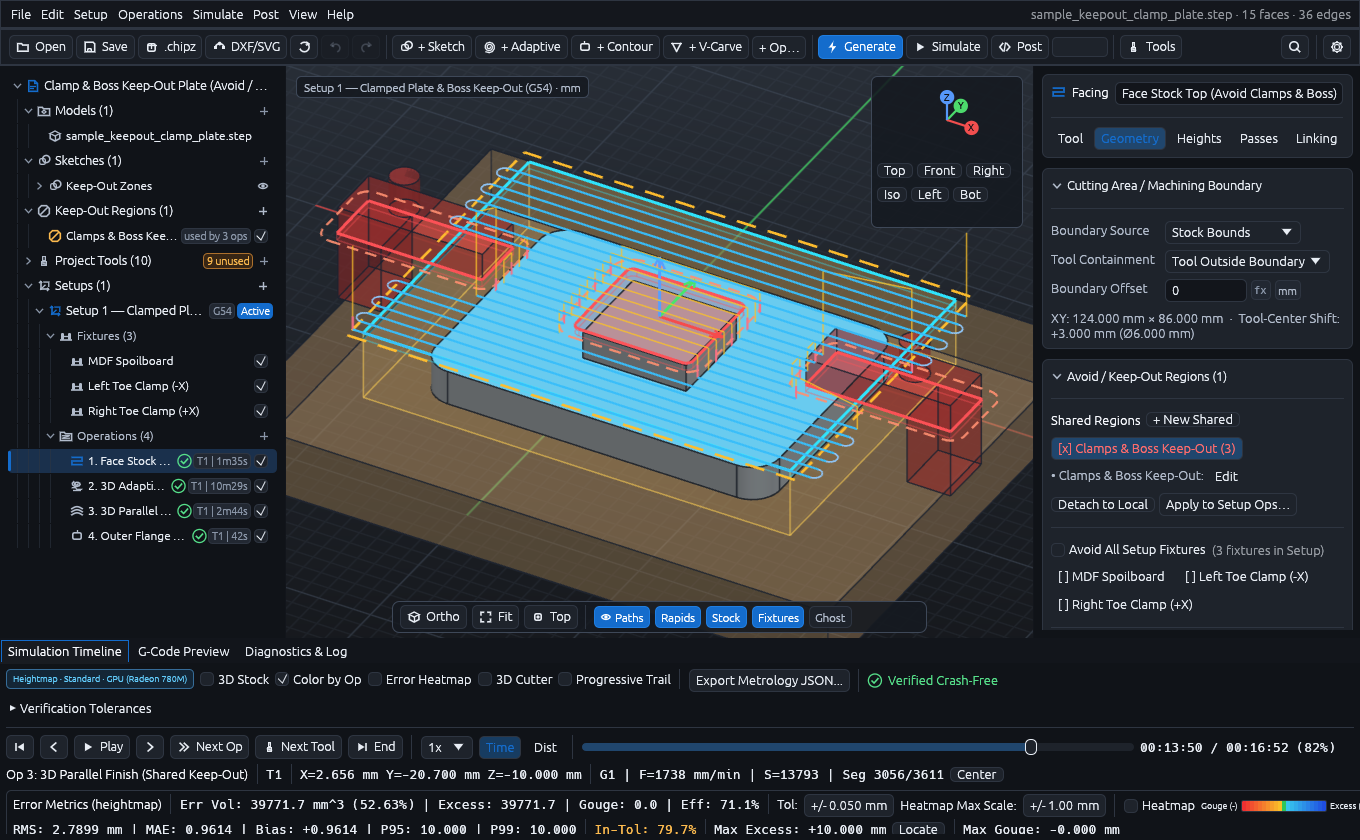 File Edit Setup Operations Simulate Post View Help
sample_keepout_clamp_plate.step · 15 faces · 36 edges
Open Save .chipz DXF/SVG + Sketch + Adaptive + Contour + V-Carve + Op… Generate Simulate Post Tools
Clamp & Boss Keep-Out Plate (Avoid / …
Models (1)
sample_keepout_clamp_plate.step
Sketches (1)
Keep-Out Zones
Keep-Out Regions (1)
Clamps & Boss Kee… used by 3 ops
Project Tools (10) 9 unused
Setups (1)
Setup 1 — Clamped Pl… G54 Active
Fixtures (3)
MDF Spoilboard
Left Toe Clamp (-X)
Right Toe Clamp (+X)
Operations (4)
1. Face Stock … T1 | 1m35s
2. 3D Adapti… T1 | 10m29s
3. 3D Parallel … T1 | 2m44s
4. Outer Flange … T1 | 42s
Setup 1 — Clamped Plate & Boss Keep-Out (G54) · mm
Z
Y
X
Top Front Right
Iso Left Bot
Ortho Fit Top Paths Rapids Stock Fixtures Ghost
Facing Face Stock Top (Avoid Clamps & Boss)
Tool Geometry Heights Passes Linking
Cutting Area / Machining Boundary
Boundary Source Stock Bounds
Tool Containment Tool Outside Boundary
Boundary Offset 0 fx mm
XY: 124.000 mm × 86.000 mm · Tool-Center Shift:
+3.000 mm (Ø6.000 mm)
Avoid / Keep-Out Regions (1)
Shared Regions + New Shared
[x] Clamps & Boss Keep-Out (3)
• Clamps & Boss Keep-Out: Edit
Detach to Local Apply to Setup Ops…
Avoid All Setup Fixtures (3 fixtures in Setup)
[ ] MDF Spoilboard [ ] Left Toe Clamp (-X)
[ ] Right Toe Clamp (+X)
Simulation Timeline G-Code Preview Diagnostics & Log
Heightmap · Standard · GPU (Radeon 780M) 3D Stock Color by Op Error Heatmap 3D Cutter Progressive Trail Export Metrology JSON… Verified Crash-Free
Verification Tolerances
Play Next Op Next Tool End 1x Time Dist 00:13:50 / 00:16:52 (82%)
Op 3: 3D Parallel Finish (Shared Keep-Out) T1 X=2.656 mm Y=-20.700 mm Z=-10.000 mm G1 | F=1738 mm/min | S=13793 | Seg 3056/3611 Center
Error Metrics (heightmap) Err Vol: 39771.7 mm^3 (52.63%) | Excess: 39771.7 | Gouge: 0.0 | Eff: 71.1% Tol: +/-0.050 mm Heatmap Max Scale: +/-1.00 mm Heatmap Gouge (-) Excess
RMS: 2.7899 mm | MAE: 0.9614 | Bias: +0.9614 | P95: 10.000 | P99: 10.000 In-Tol: 79.7% Max Excess: +10.000 mm Locate Max Gouge: -0.000 mm